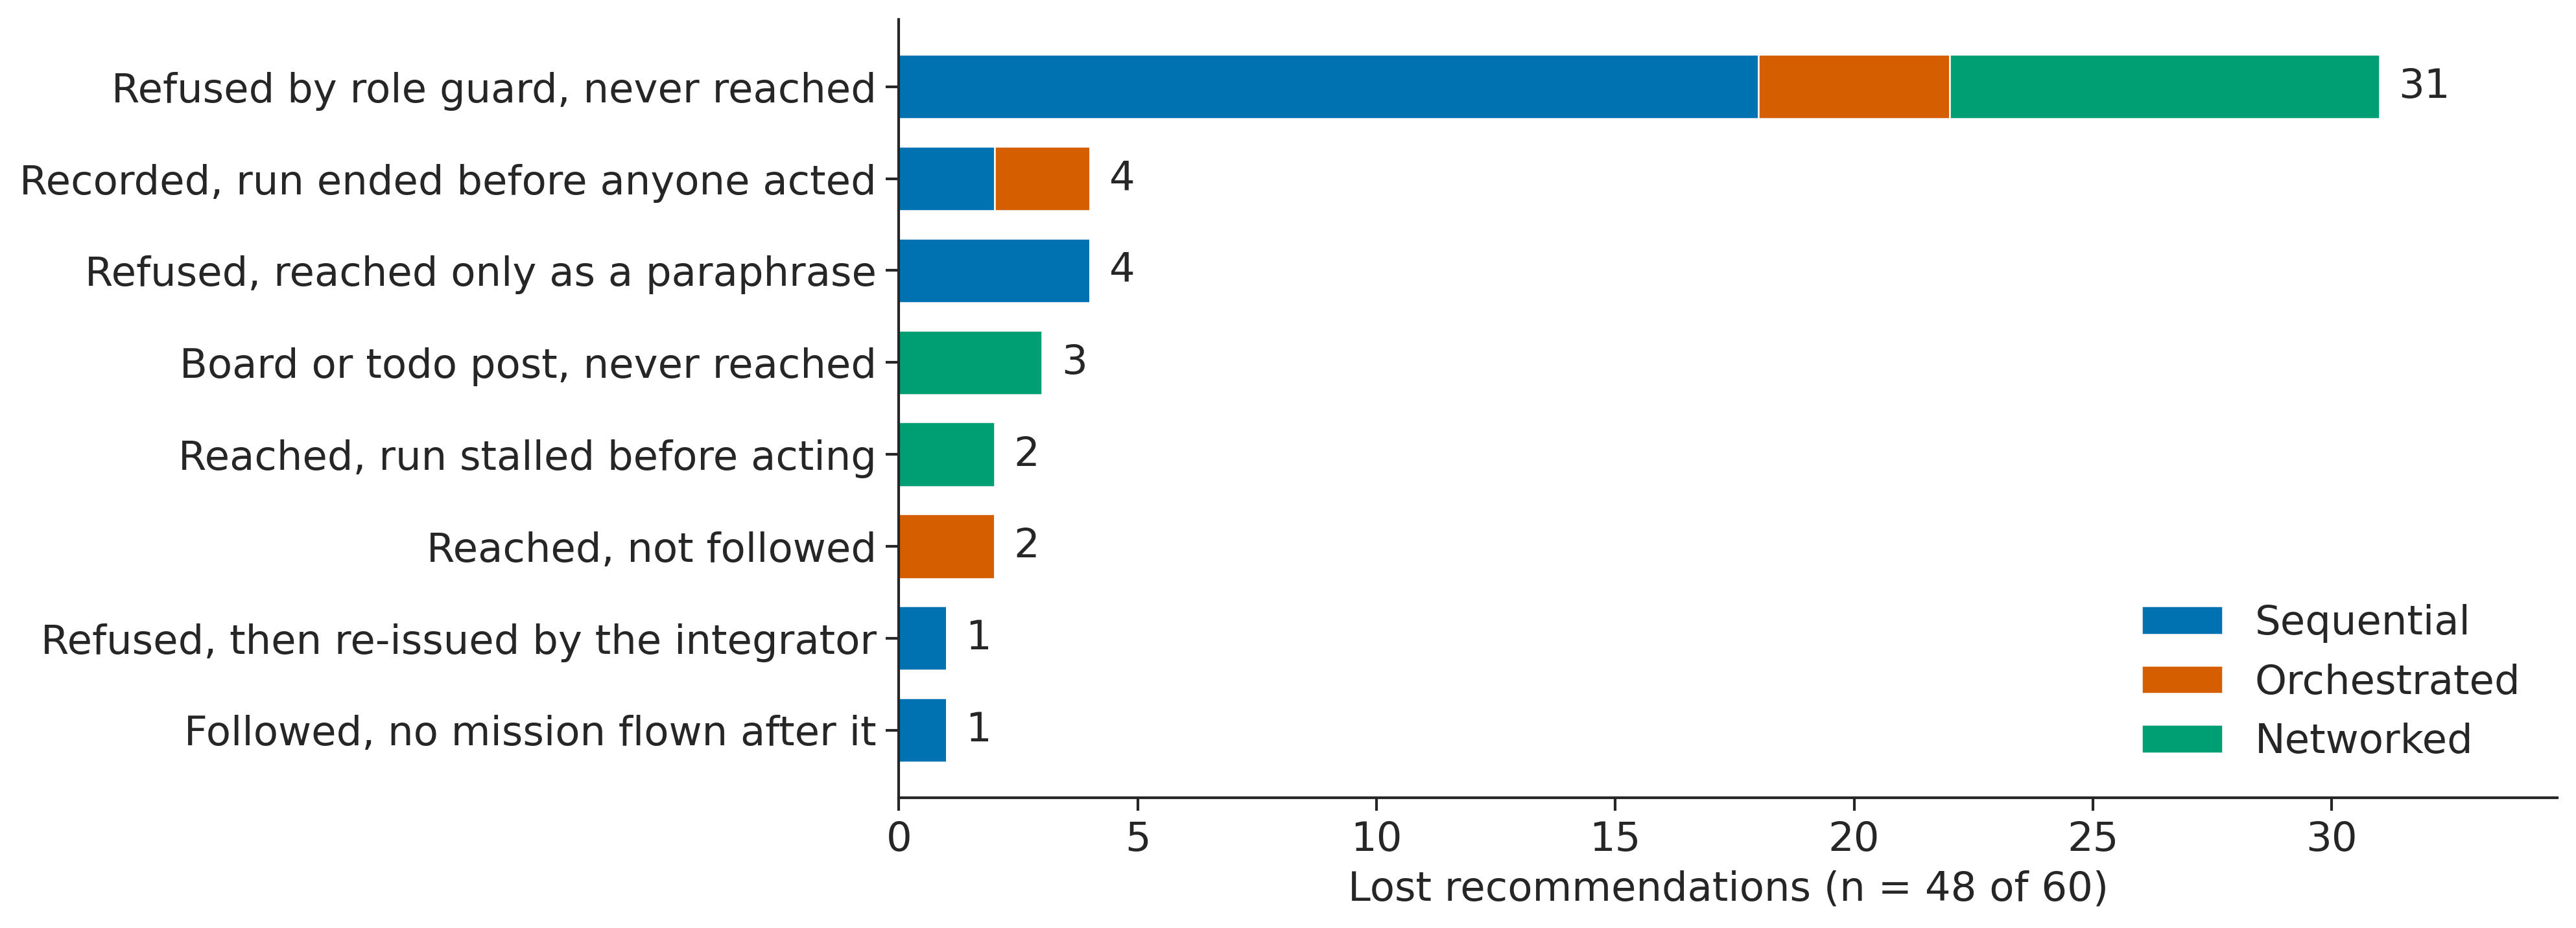 Refused by role guard, never reached 31
Recorded, run ended before anyone acted 4
Refused, reached only as a paraphrase 4
Board or todo post, never reached 3
Reached, run stalled before acting 2
Reached, not followed 2
Refused, then re-issued by the integrator 1
Followed, no mission flown after it 1
Sequential
Orchestrated
Networked
0 5 10 15 20 25 30
Lost recommendations (n = 48 of 60)